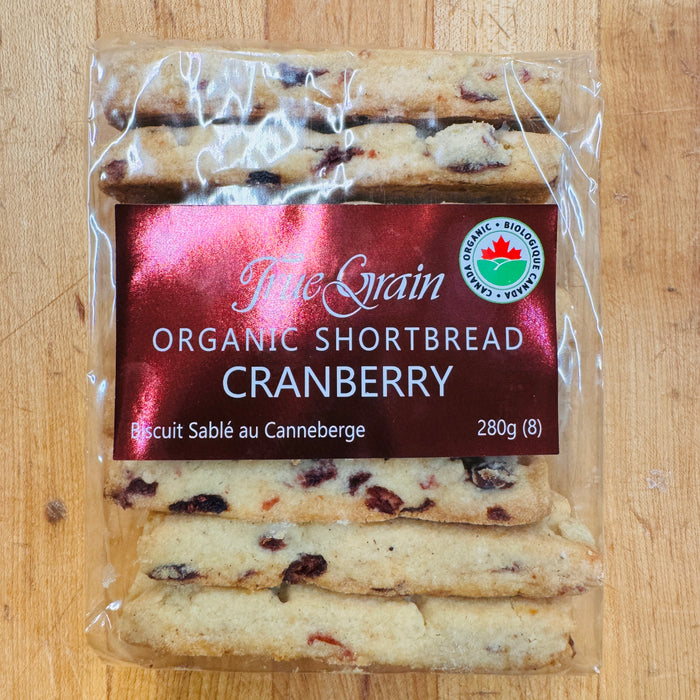 True Grain
CANADA ORGANIC • BIOLOGIQUE CANADA •
ORGANIC SHORTBREAD
CRANBERRY
Biscuit Sablé au Canneberge
280g (8)